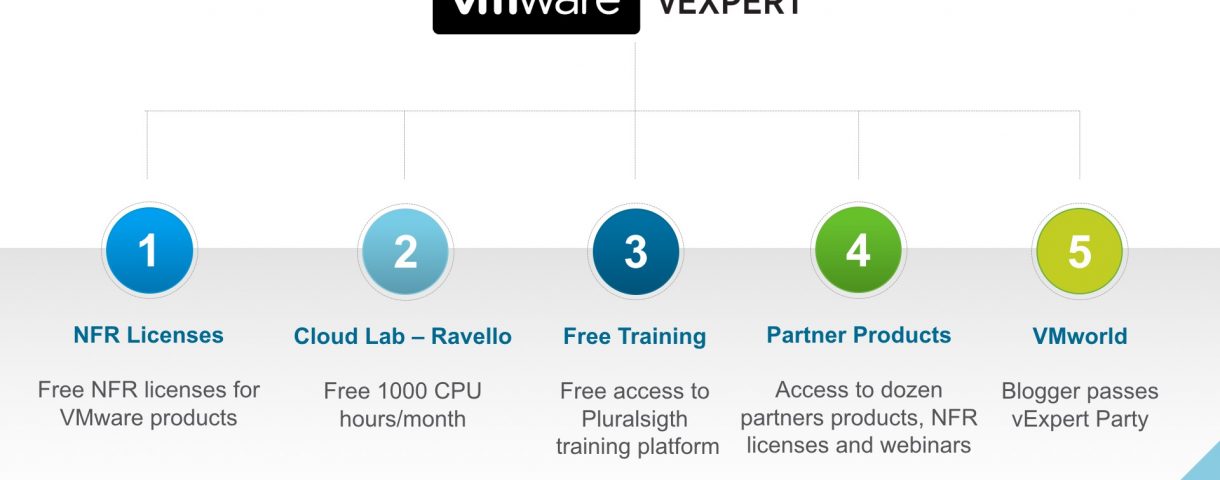 vmware VEXPERT
1
2
3
4
5
NFR Licenses
Free NFR licenses for
VMware products
Cloud Lab – Ravello
Free 1000 CPU
hours/month
Free Training
Free access to
Pluralsigth
training platform
Partner Products
Access to dozen
partners products, NFR
licenses and webinars
VMworld
Blogger passes
vExpert Party